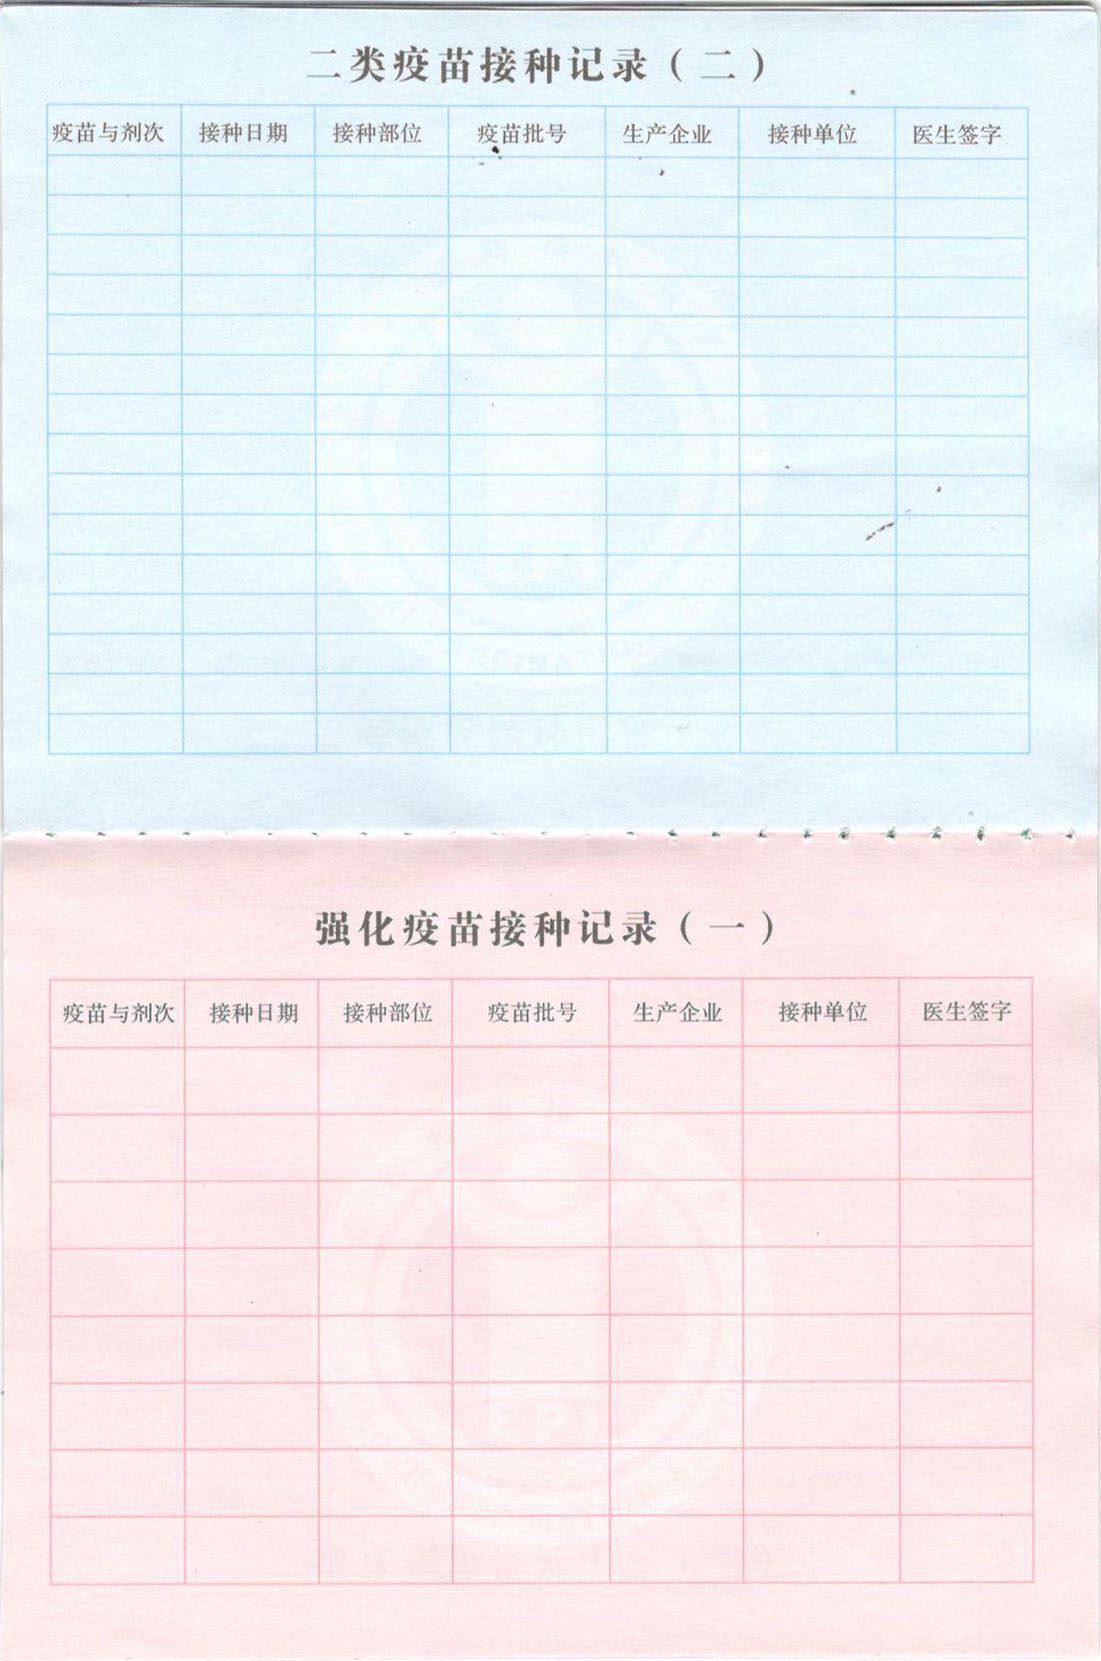 二类疫苗接种记录（二）
疫苗与剂次 接种日期 接种部位 疫苗批号 生产企业 接种单位 医生签字
强化疫苗接种记录（一）
疫苗与剂次 接种日期 接种部位 疫苗批号 生产企业 接种单位 医生签字